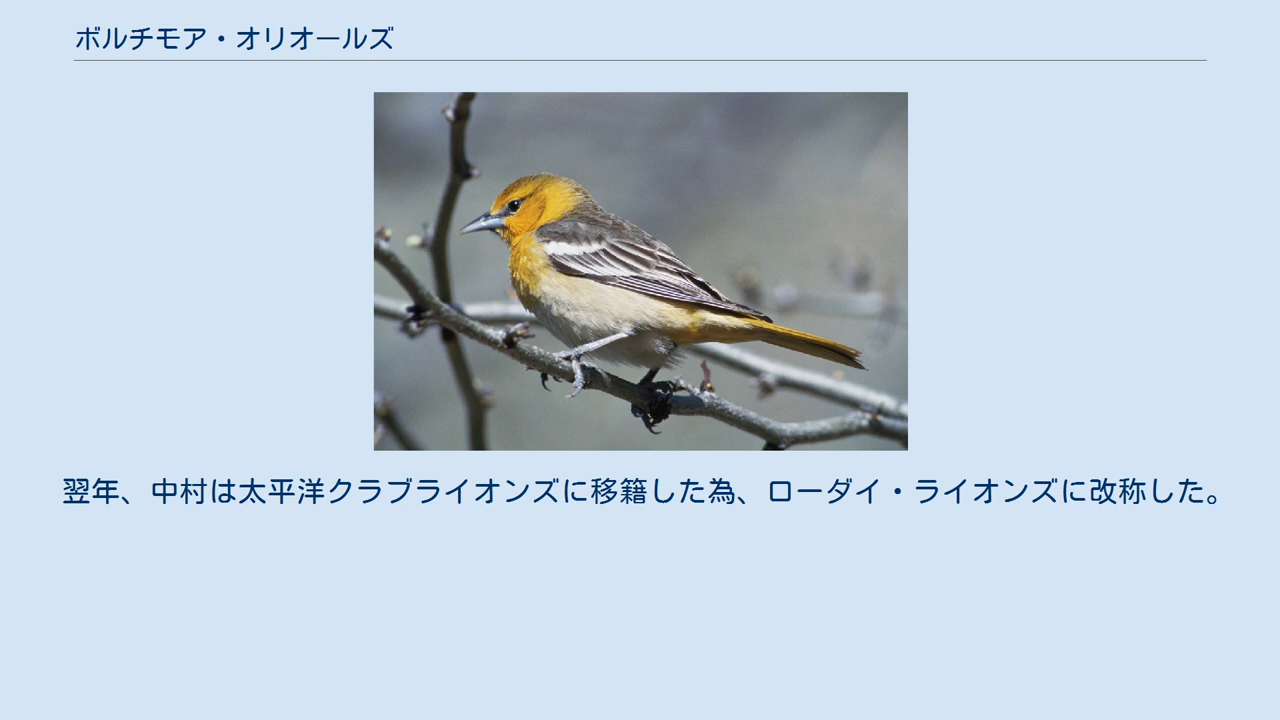 ボルチモア・オリオールズ
翌年、中村は太平洋クラブライオンズに移籍した為、ローダイ・ライオンズに改称した。